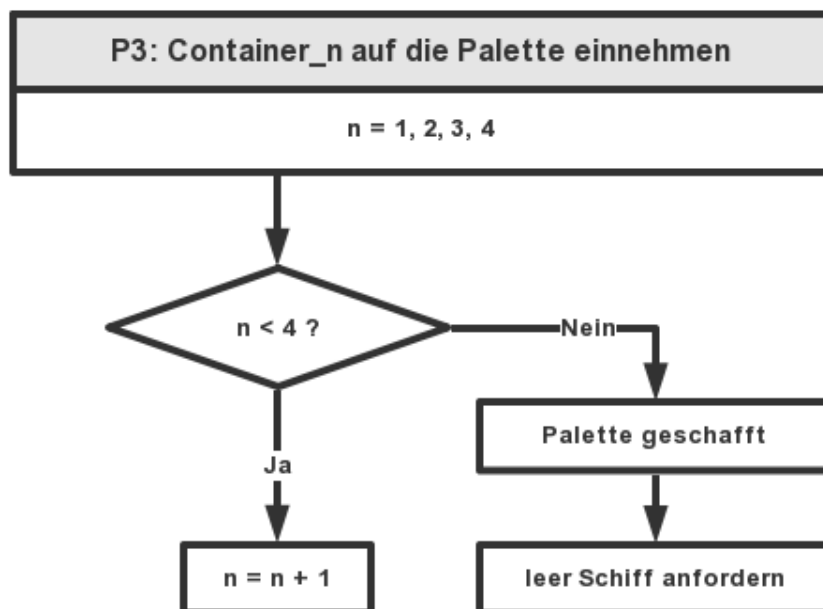 P3: Container_n auf die Palette einnehmen
n = 1, 2, 3, 4
n < 4 ?
Nein
Palette geschafft
Ja
n = n + 1
leer Schiff anfordern